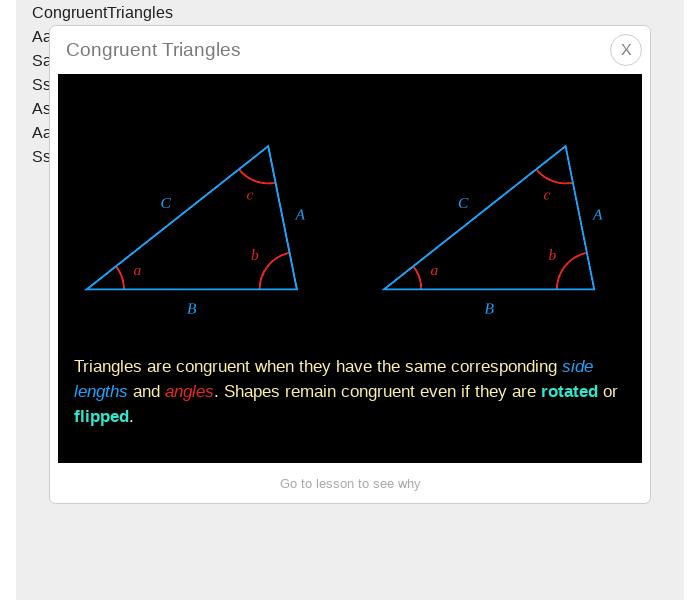 CongruentTriangles
Aa
Sa
Ss
As
Aa
Ss
Congruent Triangles
X
C
c
A
a
b
B
C
c
A
a
b
B
Triangles are congruent when they have the same corresponding side
lengths and angles. Shapes remain congruent even if they are rotated or
flipped.
Go to lesson to see why